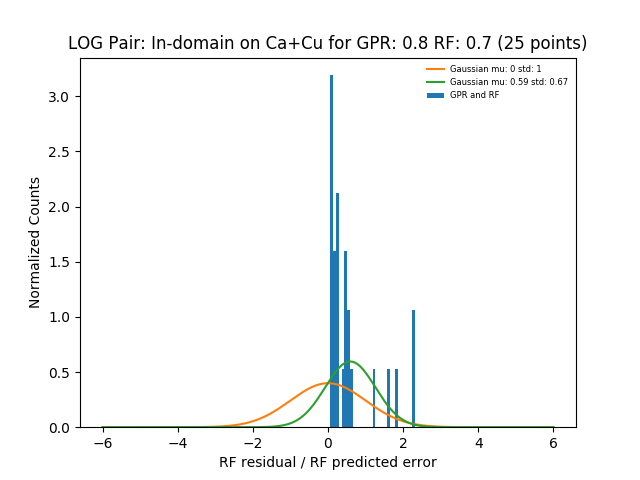 LOG Pair: In-domain on Ca+Cu for GPR: 0.8 RF: 0.7 (25 points)
Gaussian mu: 0 std: 1
Gaussian mu: 0.59 std: 0.67
GPR and RF
3.0
2.5
2.0
1.5
1.0
0.5
0.0
Normalized Counts
−6 −4 −2 0 2 4 6
RF residual / RF predicted error